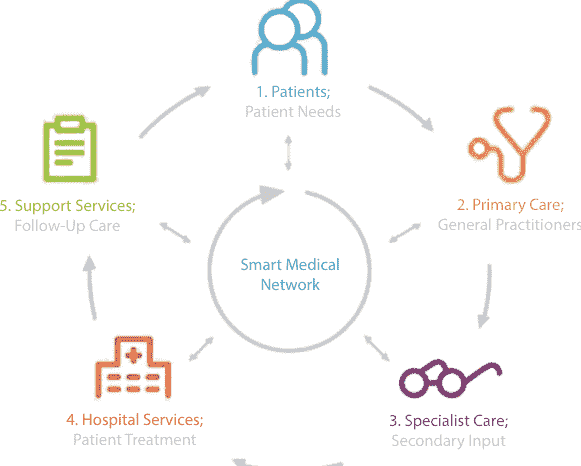 1. Patients;
Patient Needs
2. Primary Care;
General Practitioners
3. Specialist Care;
Secondary Input
4. Hospital Services;
Patient Treatment
5. Support Services;
Follow-Up Care
Smart Medical
Network